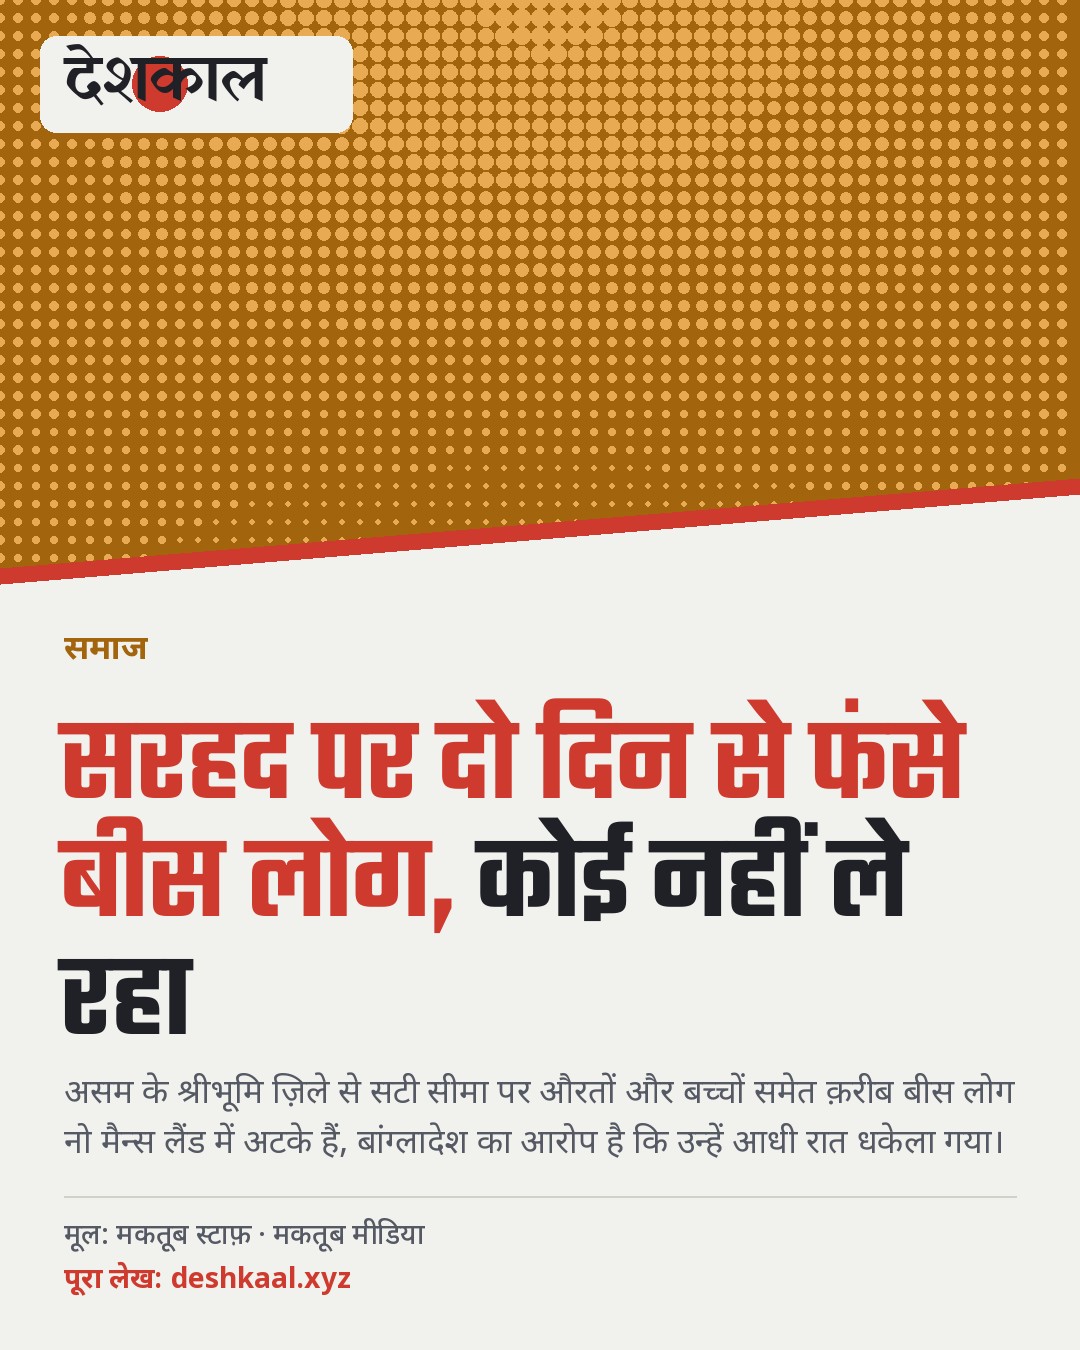 देशकाल
समाज
सरहद पर दो दिन से फंसे
बीस लोग, कोई नहीं ले
रहा
असम के श्रीभूमि ज़िले से सटी सीमा पर औरतों और बच्चों समेत क़रीब बीस लोग
नो मैन्स लैंड में अटके हैं, बांग्लादेश का आरोप है कि उन्हें आधी रात धकेला गया।
मूल: मकतूब स्टाफ़ · मकतूब मीडिया
पूरा लेख: deshkaal.xyz